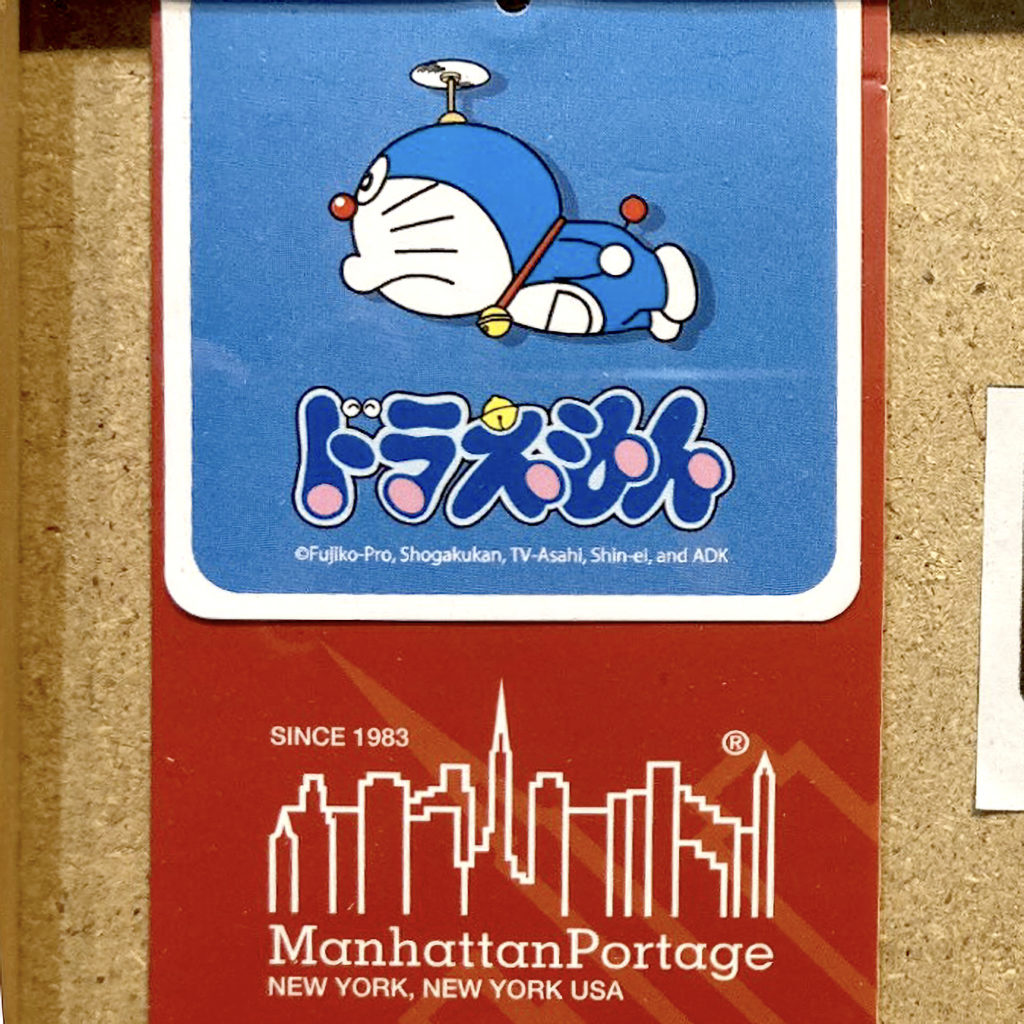 ドラえもん
©Fujiko-Pro, Shogakukan, TV-Asahi, Shin-ei, and ADK
SINCE 1983
®
ManhattanPortage
NEW YORK, NEW YORK USA